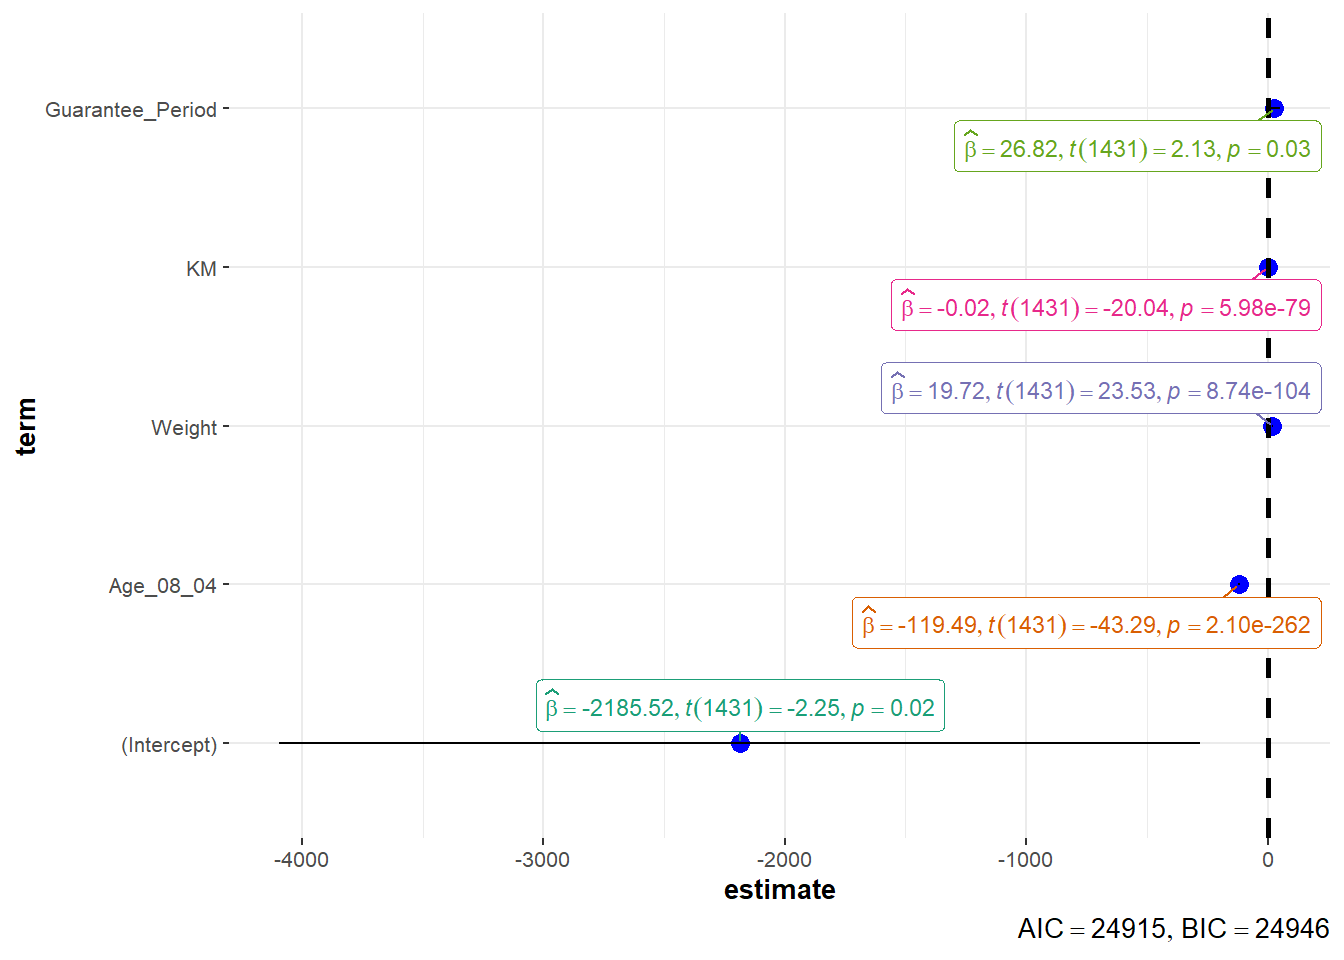 Guarantee_Period
β̂ = 26.82, t(1431) = 2.13, p = 0.03
KM
β̂ = -0.02, t(1431) = -20.04, p = 5.98e-79
β̂ = 19.72, t(1431) = 23.53, p = 8.74e-104
Weight
term
Age_08_04
β̂ = -119.49, t(1431) = -43.29, p = 2.10e-262
β̂ = -2185.52, t(1431) = -2.25, p = 0.02
(Intercept)
-4000 -3000 -2000 -1000 0
estimate
AIC = 24915, BIC = 24946